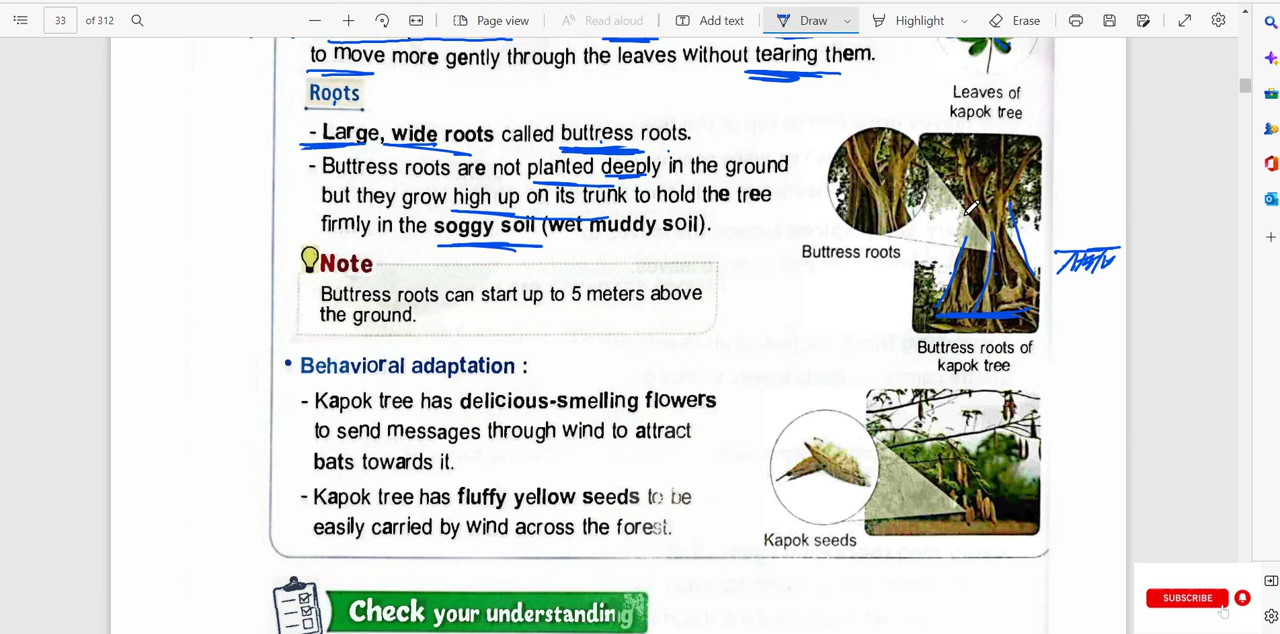 33 of 312
Page view
Read aloud
Add text
Draw
Highlight
Erase
to move more gently through the leaves without tearing them.
Leaves of
kapok tree
Roots
- Large, wide roots called buttress roots.
- Buttress roots are not planted deeply in the ground
but they grow high up on its trunk to hold the tree
firmly in the soggy soil (wet muddy soil).
Buttress roots
Note
Buttress roots can start up to 5 meters above
the ground.
Buttress roots of
kapok tree
• Behavioral adaptation :
- Kapok tree has delicious-smelling flowers
to send messages through wind to attract
bats towards it.
- Kapok tree has fluffy yellow seeds to be
easily carried by wind across the forest.
Kapok seeds
Check your understanding
SUBSCRIBE